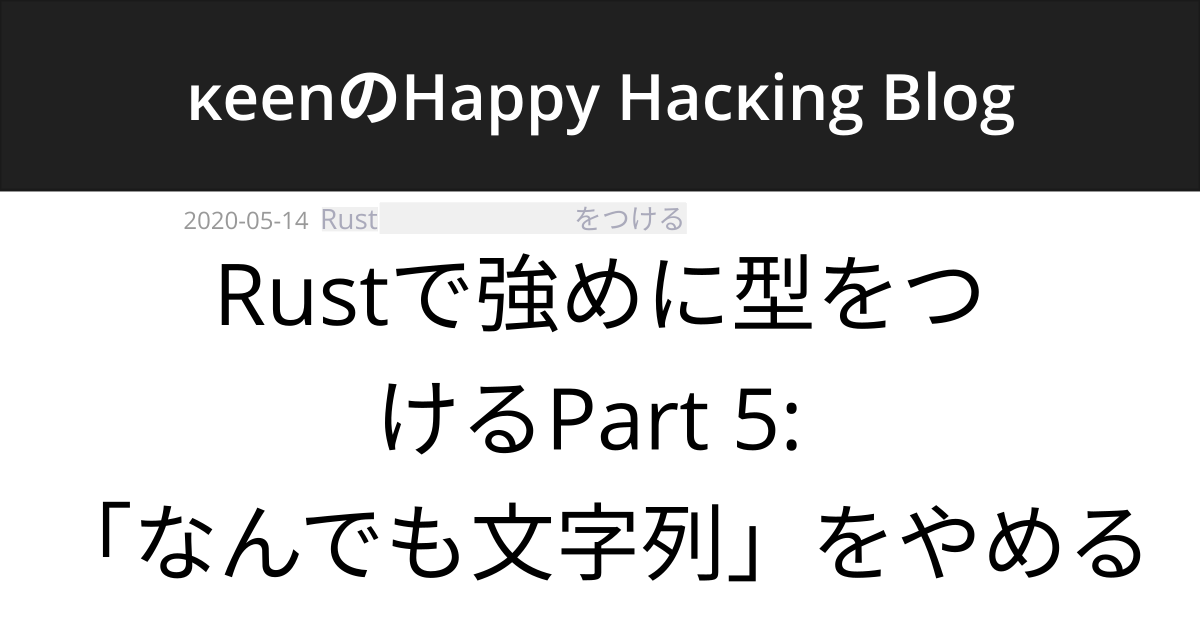 κeenのHappy Hacκing Blog
2020-05-14 Rust をつける
Rustで強めに型をつ
けるPart 5:
「なんでも文字列」をやめる